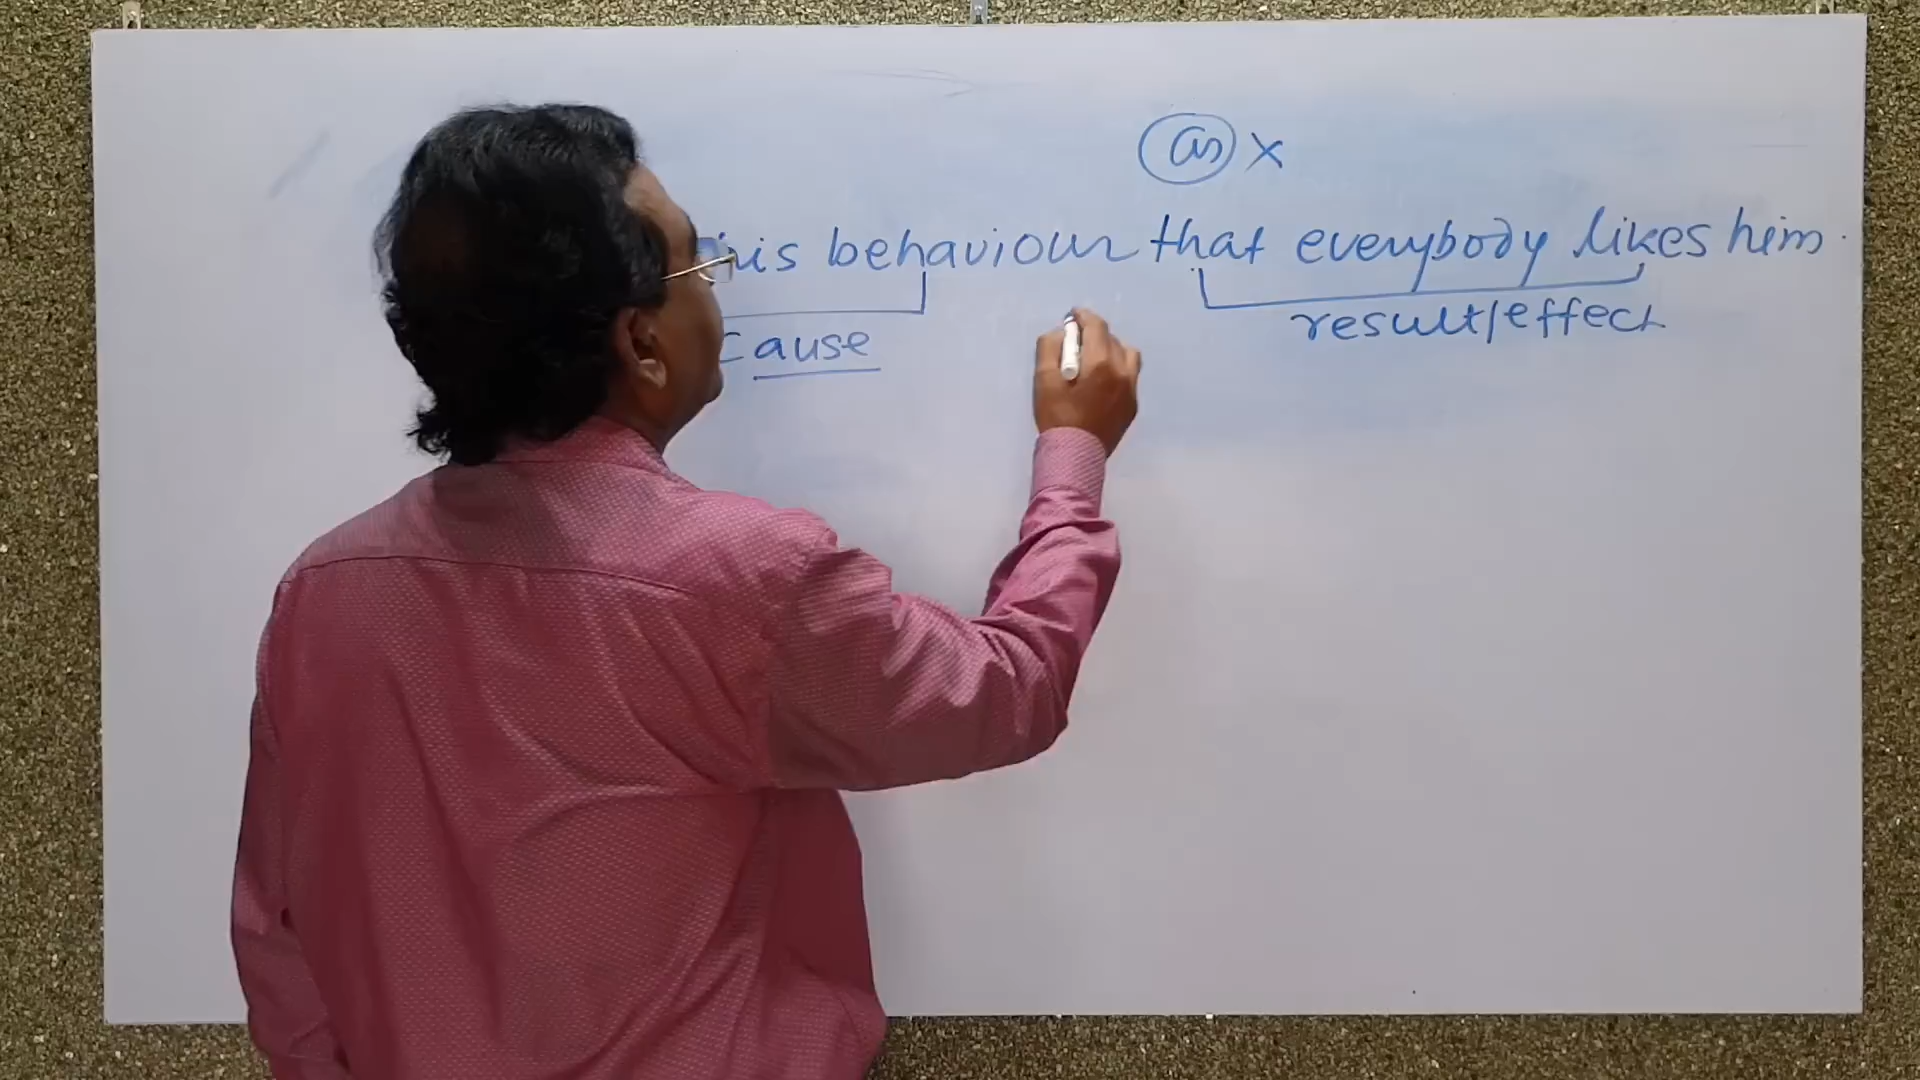 as ×
his behaviour that everybody likes him.
cause result/effect